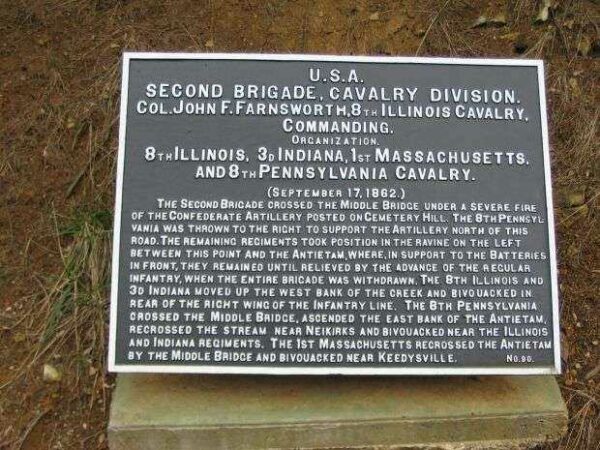 U.S.A.
SECOND BRIGADE, CAVALRY DIVISION.
COL. JOHN F. FARNSWORTH, 8TH ILLINOIS CAVALRY,
COMMANDING.
ORGANIZATION.
8TH ILLINOIS, 3D INDIANA, 1ST MASSACHUSETTS,
AND 8TH PENNSYLVANIA CAVALRY.
(SEPTEMBER 17, 1862.)
THE SECOND BRIGADE CROSSED THE MIDDLE BRIDGE UNDER A SEVERE FIRE
OF THE CONFEDERATE ARTILLERY POSTED ON CEMETERY HILL. THE 8TH PENNSYL-
VANIA WAS THROWN TO THE RIGHT TO SUPPORT THE ARTILLERY NORTH OF THIS
ROAD. THE REMAINING REGIMENTS TOOK POSITION IN THE RAVINE ON THE LEFT
BETWEEN THIS POINT AND THE ANTIETAM, WHERE, IN SUPPORT TO THE BATTERIES
IN FRONT, THEY REMAINED UNTIL RELIEVED BY THE ADVANCE OF THE REGULAR
INFANTRY, WHEN THE ENTIRE BRIGADE WAS WITHDRAWN. THE 8TH ILLINOIS AND
3D INDIANA MOVED UP THE WEST BANK OF THE CREEK AND BIVOUACKED IN
REAR OF THE RIGHT WING OF THE INFANTRY LINE. THE 8TH PENNSYLVANIA
CROSSED THE MIDDLE BRIDGE, ASCENDED THE EAST BANK OF THE ANTIETAM,
RECROSSED THE STREAM NEAR NEIKIRKS AND BIVOUACKED NEAR THE ILLINOIS
AND INDIANA REGIMENTS. THE 1ST MASSACHUSETTS RECROSSED THE ANTIETAM
BY THE MIDDLE BRIDGE AND BIVOUACKED NEAR KEEDYSVILLE. NO. 90.